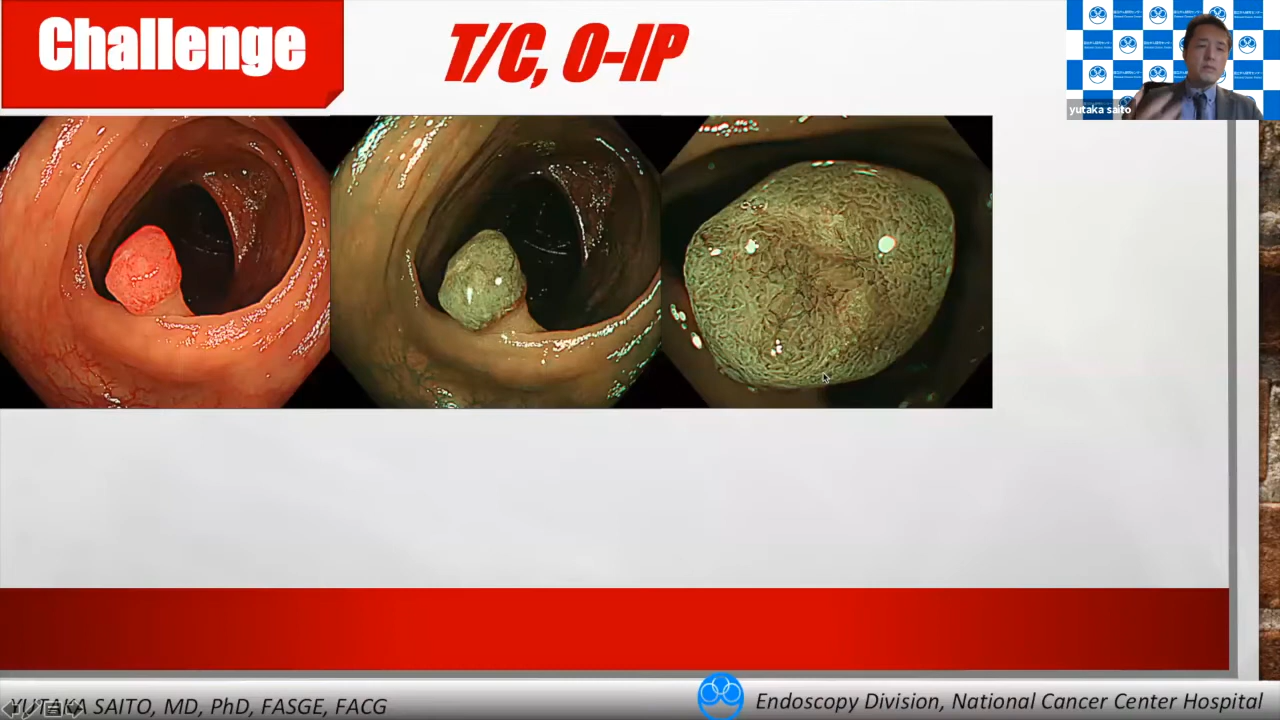 Challenge
T/C, 0-IP
yutaka saito
YUTAKA SAITO, MD, PhD, FASGE, FACG
Endoscopy Division, National Cancer Center Hospital